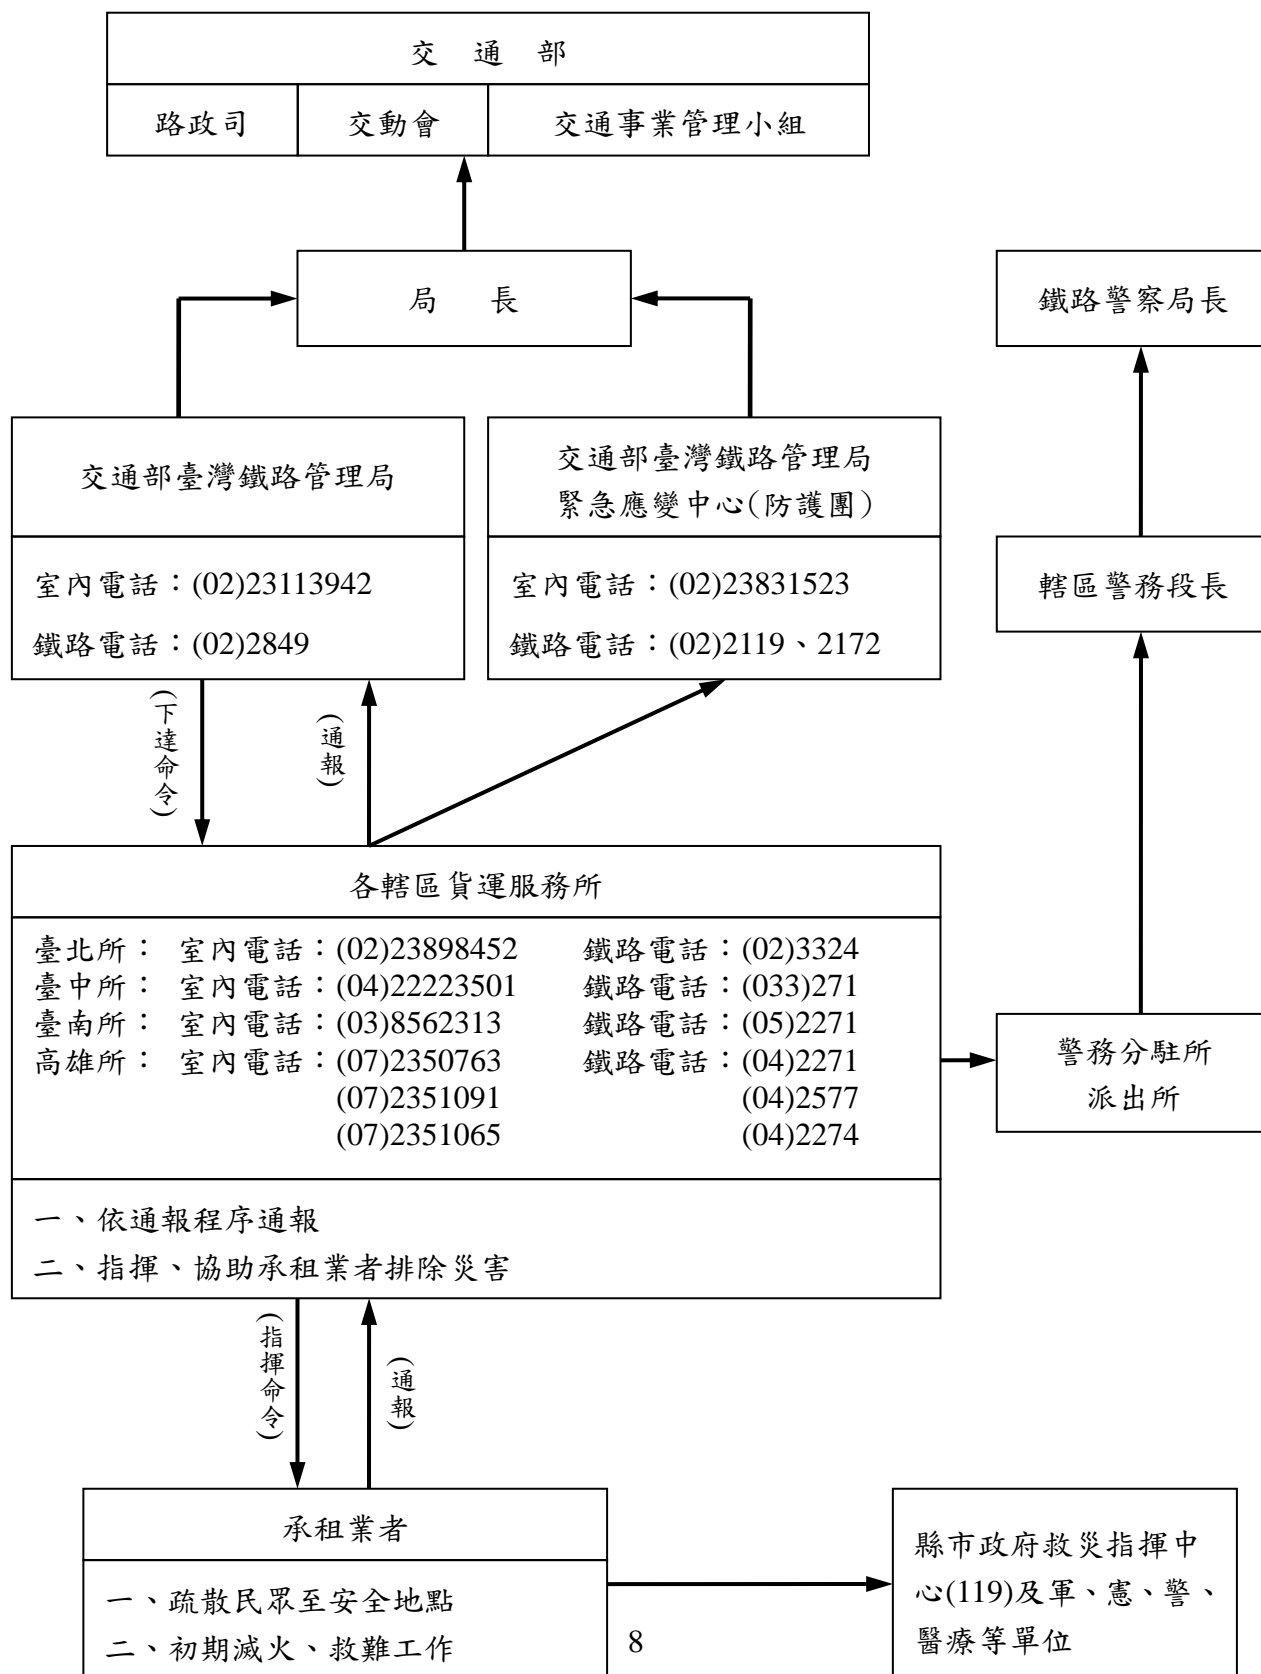 交通部
路政司 交動會 交通事業管理小組
局長
鐵路警察局長
交通部臺灣鐵路管理局
室內電話：(02)23113942
鐵路電話：(02)2849
交通部臺灣鐵路管理局
緊急應變中心(防護團)
室內電話：(02)23831523
鐵路電話：(02)2119、2172
轄區警務段長
(下達命令)
(通報)
各轄區貨運服務所
臺北所： 室內電話：(02)23898452 鐵路電話：(02)3324
臺中所： 室內電話：(04)22223501 鐵路電話：(033)271
臺南所： 室內電話：(03)8562313 鐵路電話：(05)2271
高雄所： 室內電話：(07)2350763 鐵路電話：(04)2271
(07)2351091 (04)2577
(07)2351065 (04)2274
一、依通報程序通報
二、指揮、協助承租業者排除災害
警務分駐所
派出所
(指揮命令)
(通報)
承租業者
一、疏散民眾至安全地點
二、初期滅火、救難工作
縣市政府救災指揮中
心(119)及軍、憲、警、
醫療等單位
8